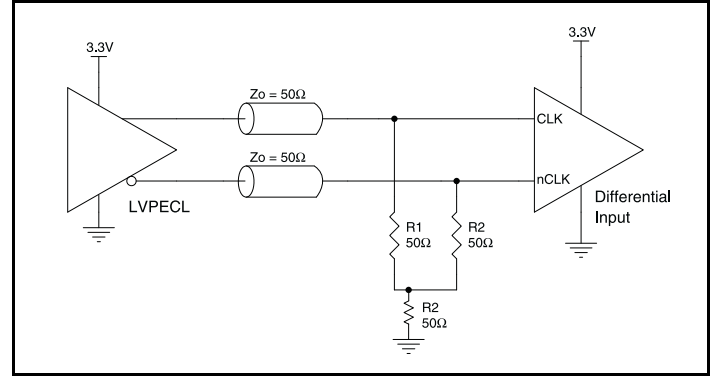 3.3V
3.3V
Zo = 50Ω
CLK
Zo = 50Ω
nCLK
LVPECL
Differential
Input
R1
50Ω
R2
50Ω
R2
50Ω